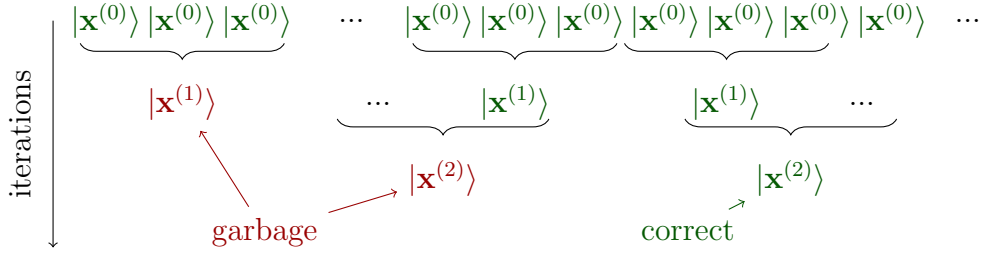 |x^(0)⟩ |x^(0)⟩ |x^(0)⟩ ... |x^(0)⟩ |x^(0)⟩ |x^(0)⟩ |x^(0)⟩ |x^(0)⟩ |x^(0)⟩ |x^(0)⟩ ...
|x^(1)⟩ ... |x^(1)⟩ |x^(1)⟩ ...
iterations
|x^(2)⟩ |x^(2)⟩
garbage correct